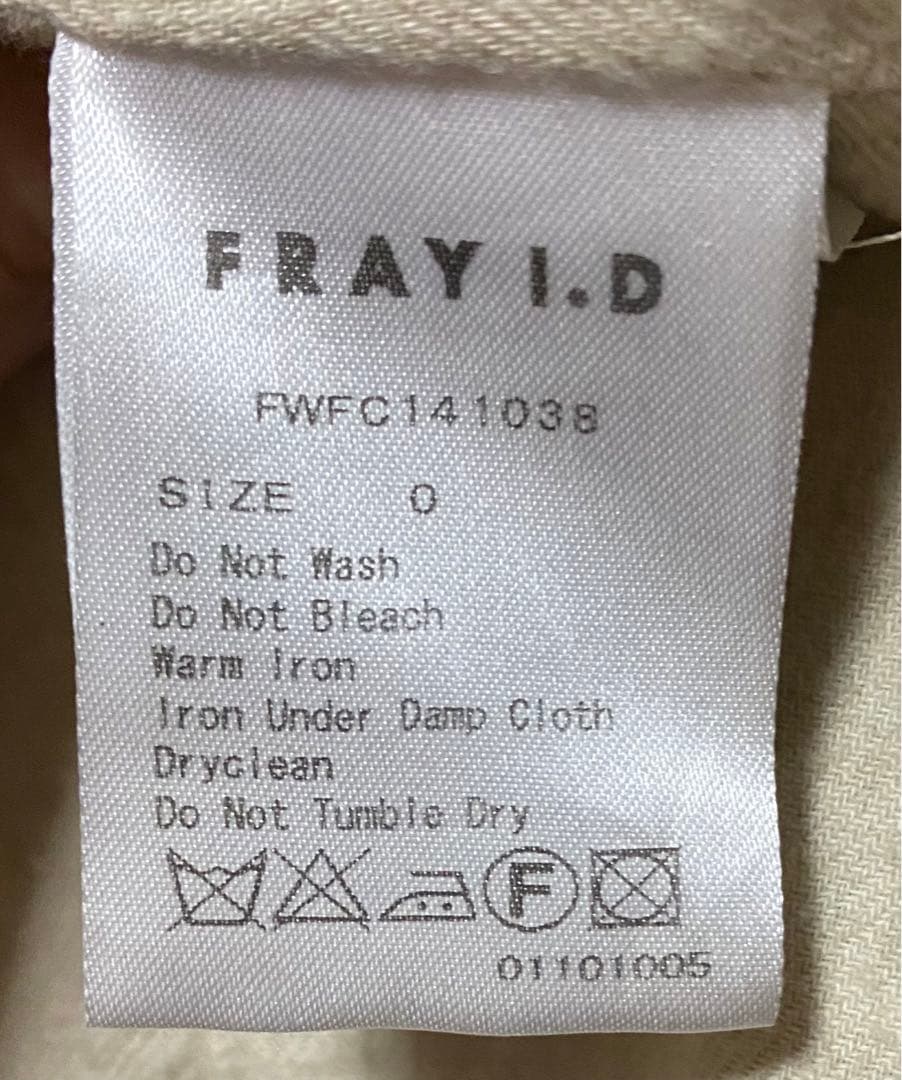 FRAY I.D
FWFC141038
SIZE 0
Do Not Wash
Do Not Bleach
Warm Iron
Iron Under Damp Cloth
Dryclean
Do Not Tumble Dry
F
01101005